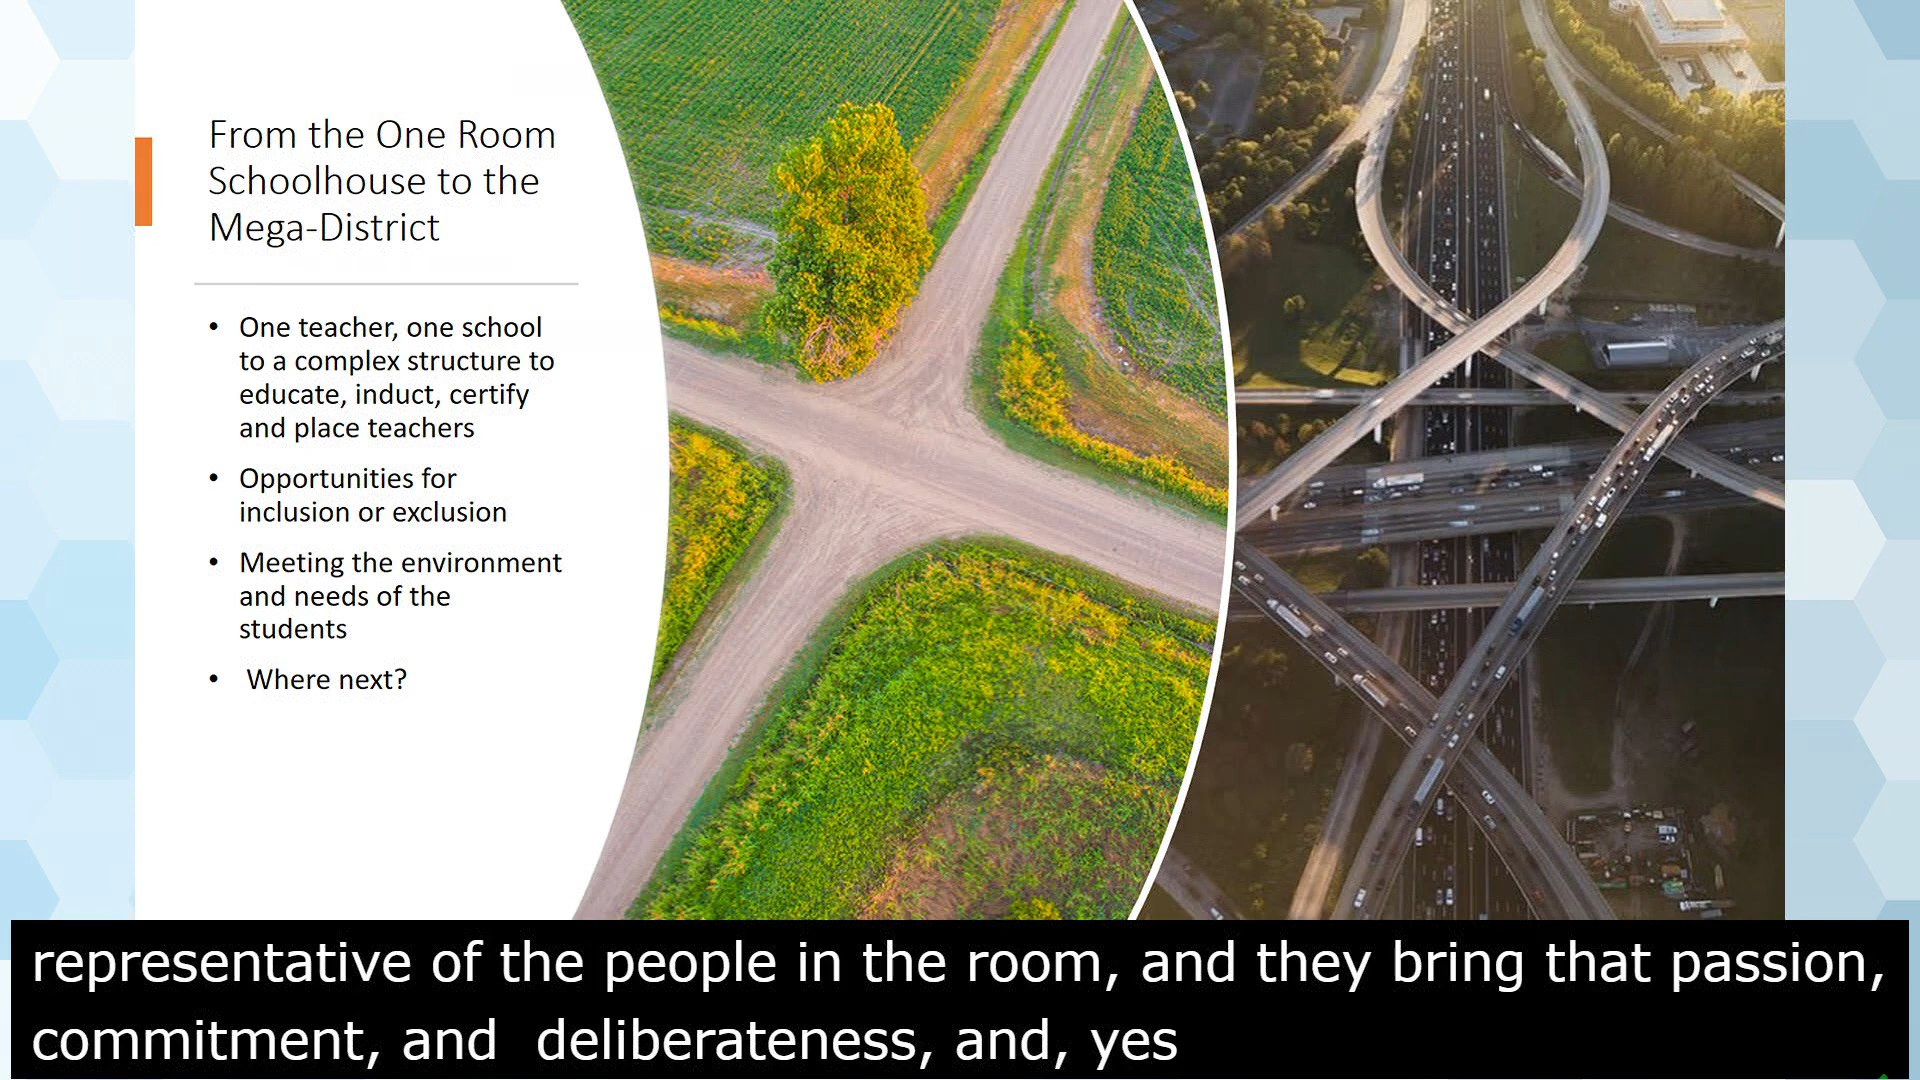 From the One Room
Schoolhouse to the
Mega-District
• One teacher, one school
to a complex structure to
educate, induct, certify
and place teachers
• Opportunities for
inclusion or exclusion
• Meeting the environment
and needs of the
students
• Where next?
representative of the people in the room, and they bring that passion,
commitment, and deliberateness, and, yes